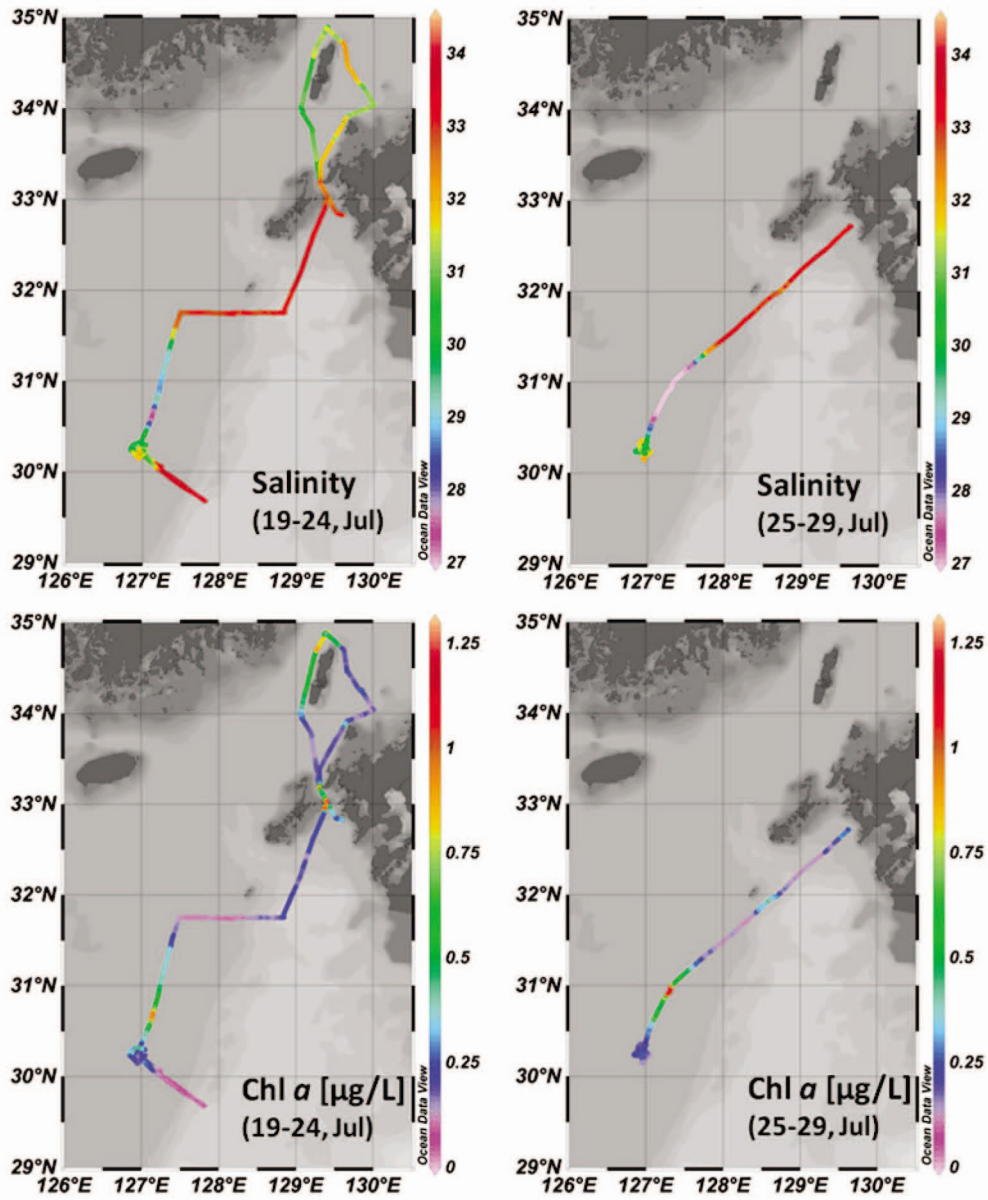 35°N
34°N
33°N
32°N
31°N
30°N
29°N
126°E 127°E 128°E 129°E 130°E
34
33
32
31
30
29
28
27
Ocean Data View
Salinity
(19-24, Jul)
35°N
34°N
33°N
32°N
31°N
30°N
29°N
126°E 127°E 128°E 129°E 130°E
34
33
32
31
30
29
28
27
Ocean Data View
Salinity
(25-29, Jul)
35°N
34°N
33°N
32°N
31°N
30°N
29°N
126°E 127°E 128°E 129°E 130°E
1.25
1
0.75
0.5
0.25
0
Ocean Data View
Chl a [µg/L]
(19-24, Jul)
35°N
34°N
33°N
32°N
31°N
30°N
29°N
126°E 127°E 128°E 129°E 130°E
1.25
1
0.75
0.5
0.25
0
Ocean Data View
Chl a [µg/L]
(25-29, Jul)